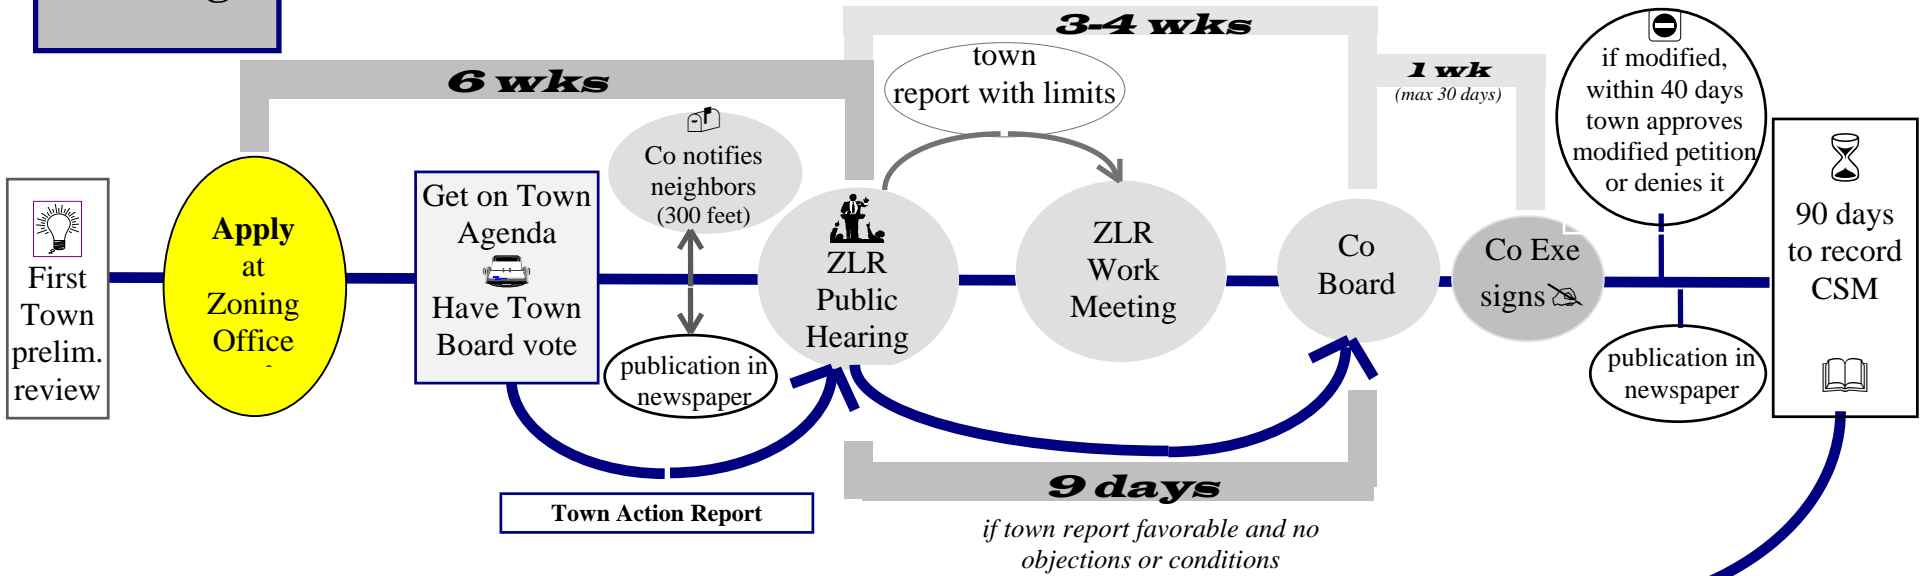 3-4 wks
6 wks
1 wk
(max 30 days)
town
report with limits
if modified,
within 40 days
town approves
modified petition
or denies it
Co notifies
neighbors
(300 feet)
First
Town
prelim.
review
Apply
at
Zoning
Office
Get on Town
Agenda
Have Town
Board vote
publication in
newspaper
ZLR
Public
Hearing
ZLR
Work
Meeting
Co
Board
Co Exe
signs
publication in
newspaper
90 days
to record
CSM
Town Action Report
9 days
if town report favorable and no
objections or conditions